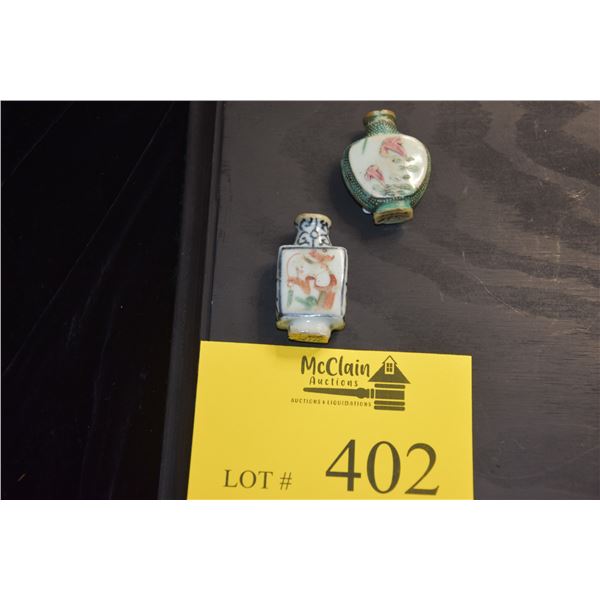 McClain
Auctions
AUCTIONS & LIQUIDATIONS
LOT # 402